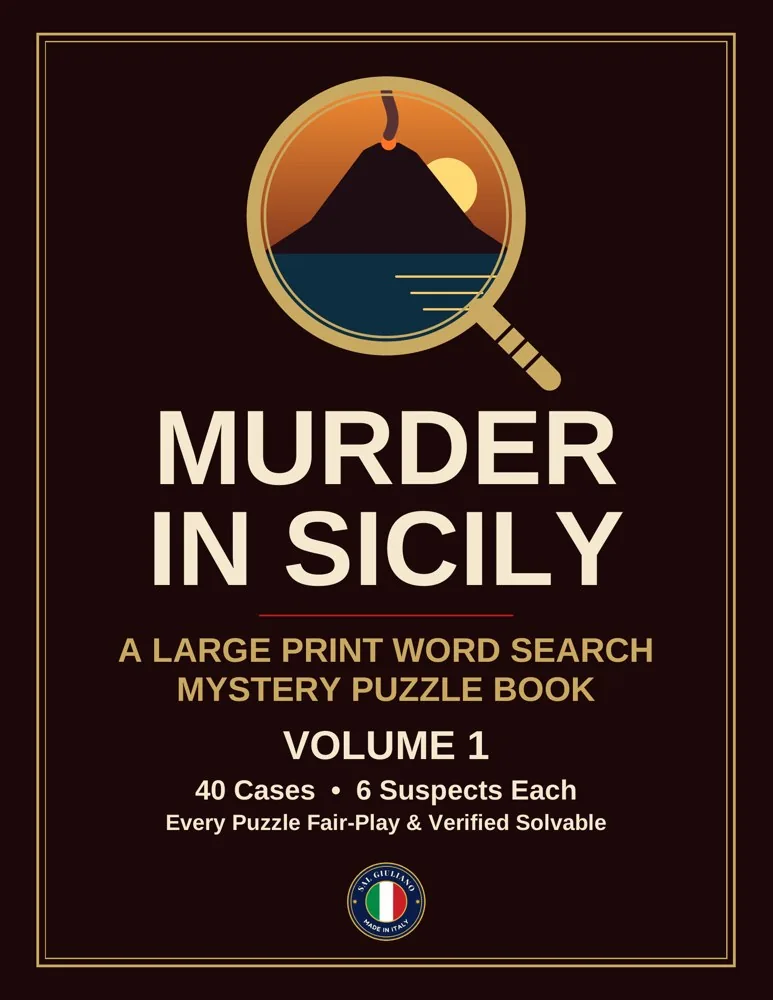 MURDER
IN SICILY
A LARGE PRINT WORD SEARCH
MYSTERY PUZZLE BOOK
VOLUME 1
40 Cases • 6 Suspects Each
Every Puzzle Fair-Play & Verified Solvable
SAL GIULIANO
MADE IN ITALY